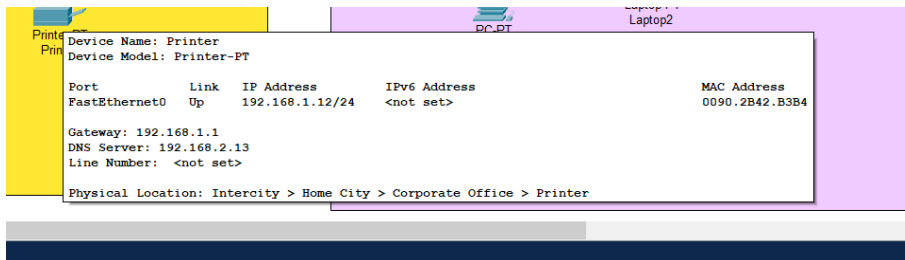 Laptop2
PC-PT
Device Name: Printer
Device Model: Printer-PT
Port Link IP Address IPv6 Address MAC Address
FastEthernet0 Up 192.168.1.12/24 <not set> 0090.2B42.B3B4
Gateway: 192.168.1.1
DNS Server: 192.168.2.13
Line Number: <not set>
Physical Location: Intercity > Home City > Corporate Office > Printer